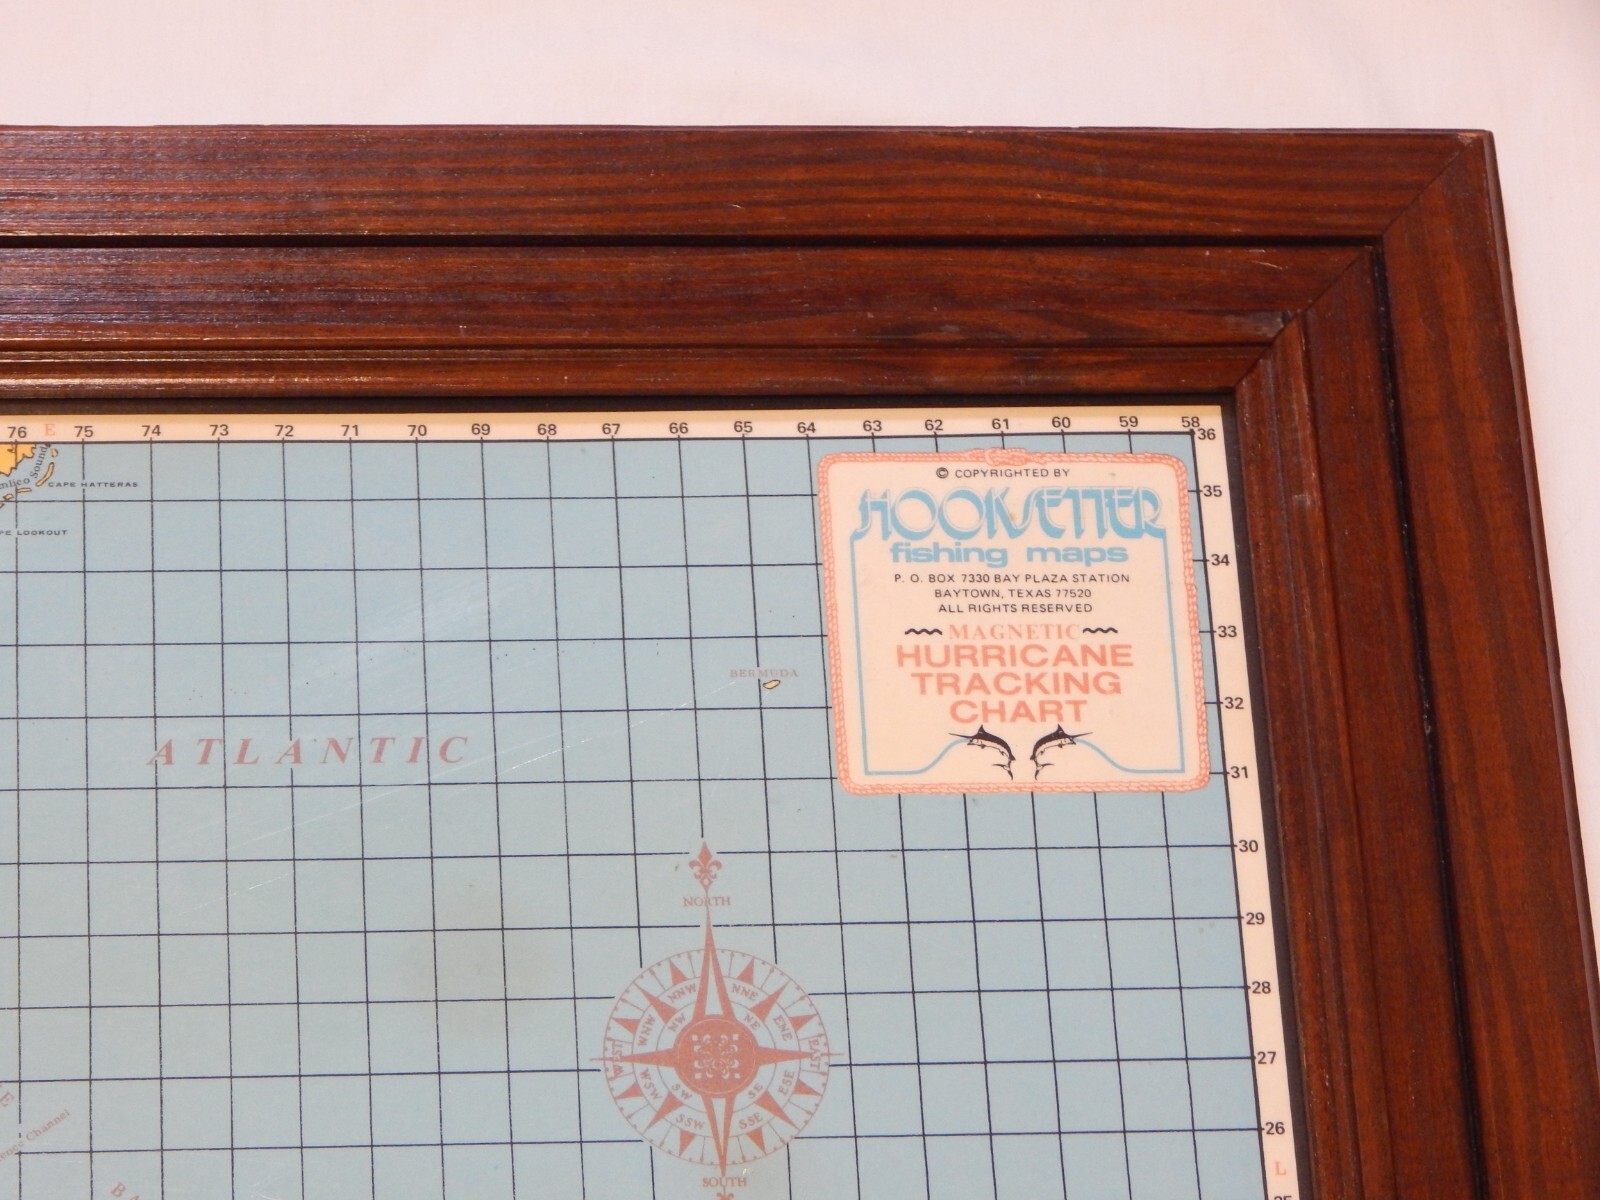 76 E 75 74 73 72 71 70 69 68 67 66 65 64 63 62 61 60 59 58
36
35
34
33
32
31
30
29
28
27
26
L
Sound
CAPE HATTERAS
LOOKOUT
© COPYRIGHTED BY
HOOKSETTER
fishing maps
P. O. BOX 7330 BAY PLAZA STATION
BAYTOWN, TEXAS 77520
ALL RIGHTS RESERVED
MAGNETIC
HURRICANE
TRACKING
CHART
BERMUDA
ATLANTIC
NORTH
NNW NNE
NW NE
WNW ENE
WEST EAST
WSW ESE
SW SE
SSW SSE
SOUTH
Channel